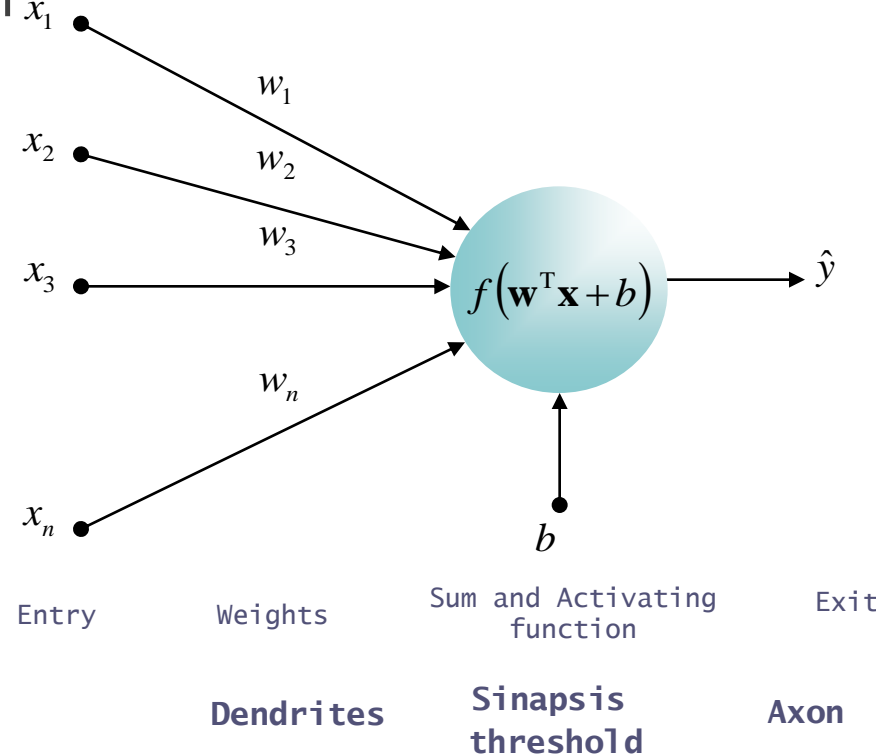 x₁
w₁
x₂
w₂
w₃
x₃
f(wᵀx+b)
ŷ
wₙ
xₙ
b
Entry Weights Sum and Activating function Exit
Dendrites Sinapsis threshold Axon